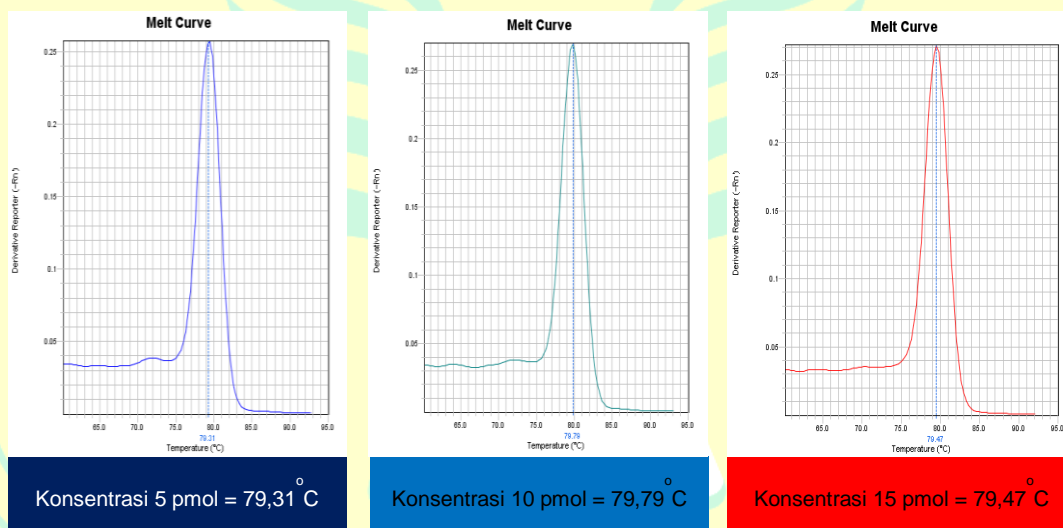 Melt Curve
0.25
0.2
0.15
0.1
0.05
Derivative Reporter (-Rn')
65.0 70.0 75.0 80.0 85.0 90.0 95.0
79.31
Temperature (°C)
Konsentrasi 5 pmol = 79,31 °C
Melt Curve
0.25
0.2
0.15
0.1
0.05
Derivative Reporter (-Rn')
65.0 70.0 75.0 80.0 85.0 90.0 95.0
79.79
Temperature (°C)
Konsentrasi 10 pmol = 79,79 °C
Melt Curve
0.25
0.2
0.15
0.1
0.05
Derivative Reporter (-Rn')
65.0 70.0 75.0 80.0 85.0 90.0 95.0
79.47
Temperature (°C)
Konsentrasi 15 pmol = 79,47 °C